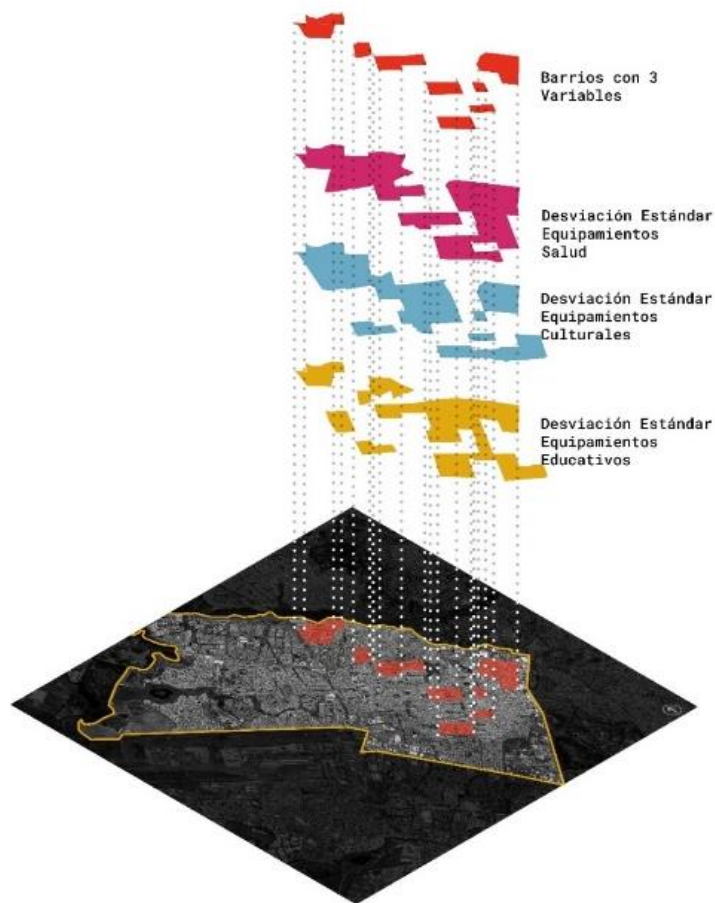 Barrios con 3
Variables
Desviación Estándar
Equipamientos
Salud
Desviación Estándar
Equipamientos
Culturales
Desviación Estándar
Equipamientos
Educativos